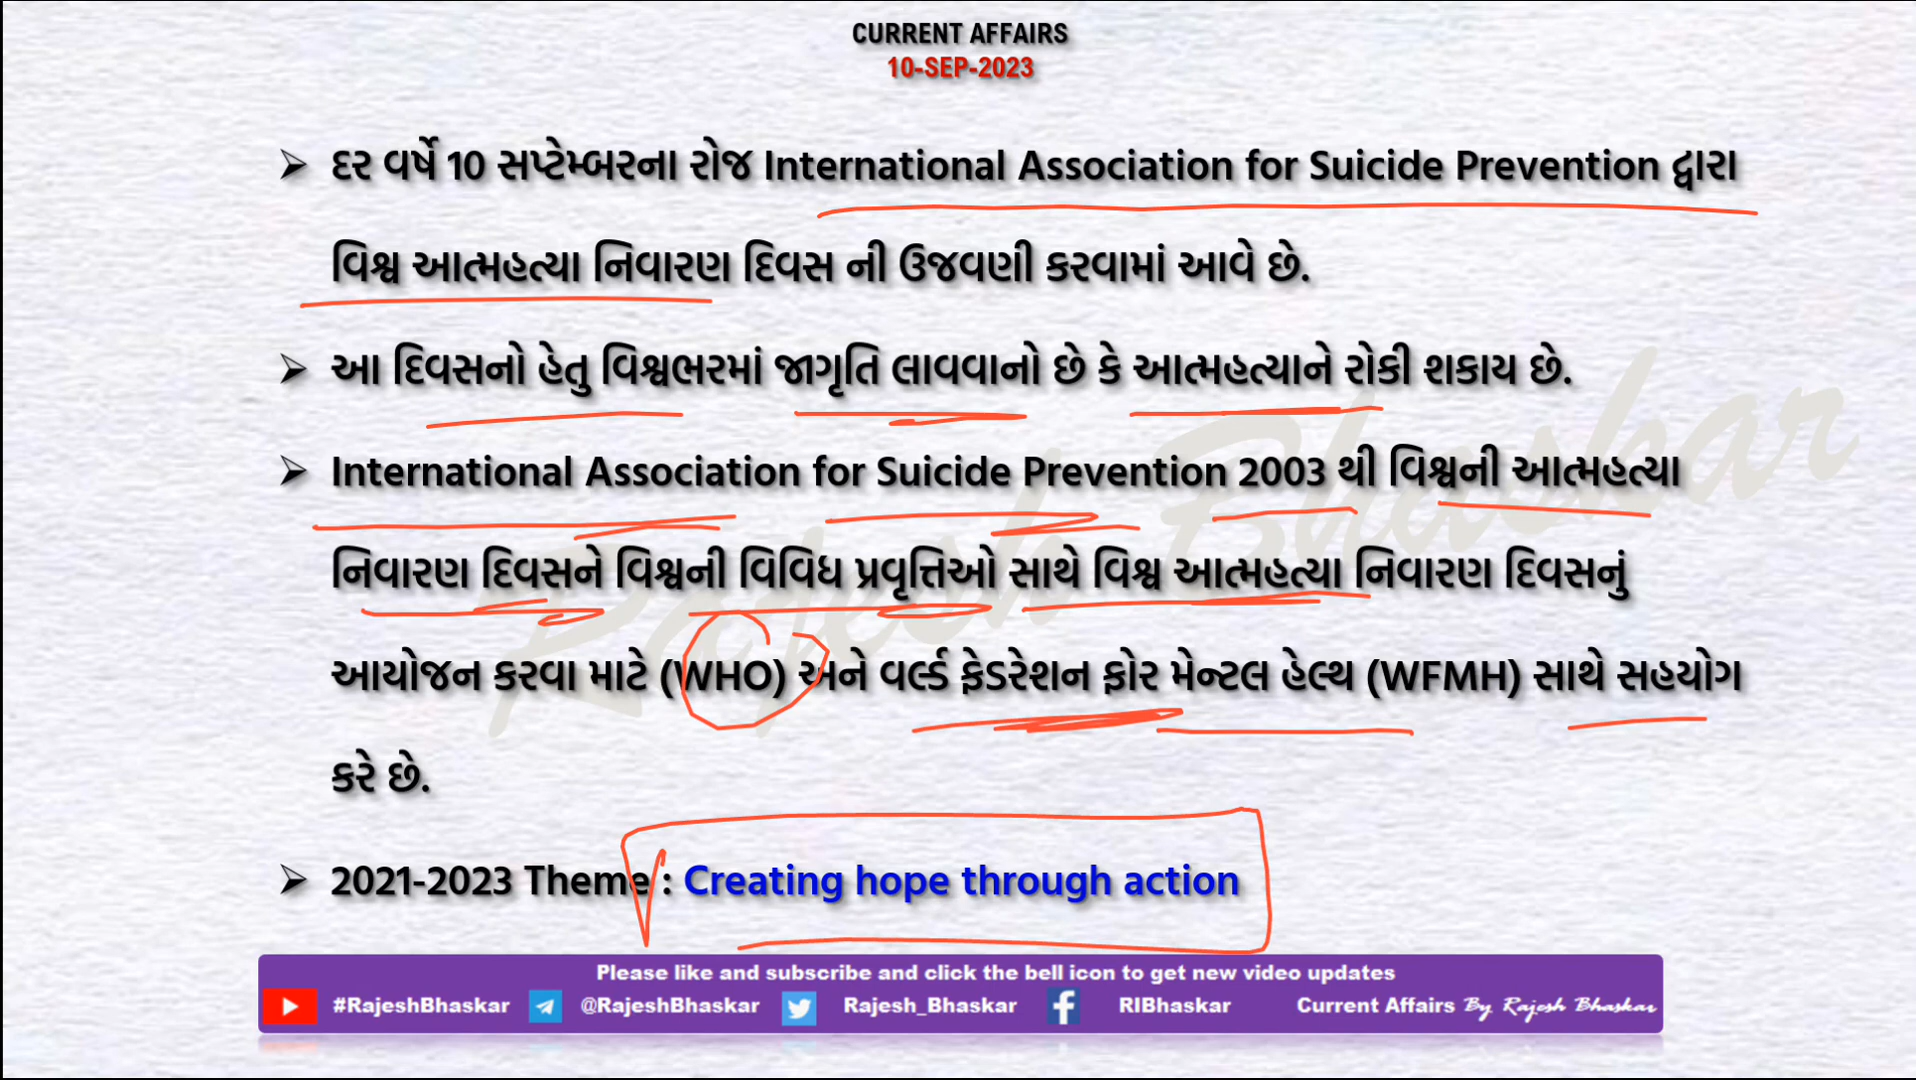 CURRENT AFFAIRS
10-SEP-2023
➢ દર વર્ષે 10 સપ્ટેમ્બરના રોજ International Association for Suicide Prevention દ્વારા
વિશ્વ આત્મહત્યા નિવારણ દિવસ ની ઉજવણી કરવામાં આવે છે.
➢ આ દિવસનો હેતુ વિશ્વભરમાં જાગૃતિ લાવવાનો છે કે આત્મહત્યાને રોકી શકાય છે.
➢ International Association for Suicide Prevention 2003 થી વિશ્વની આત્મહત્યા
નિવારણ દિવસને વિશ્વની વિવિધ પ્રવૃત્તિઓ સાથે વિશ્વ આત્મહત્યા નિવારણ દિવસનું
આયોજન કરવા માટે (WHO) અને વર્લ્ડ ફેડરેશન ફોર મેન્ટલ હેલ્થ (WFMH) સાથે સહયોગ
કરે છે.
➢ 2021-2023 Theme : Creating hope through action
Rajesh Bhaskar
Please like and subscribe and click the bell icon to get new video updates
#RajeshBhaskar @RajeshBhaskar Rajesh_Bhaskar RIBhaskar Current Affairs By Rajesh Bhaskar